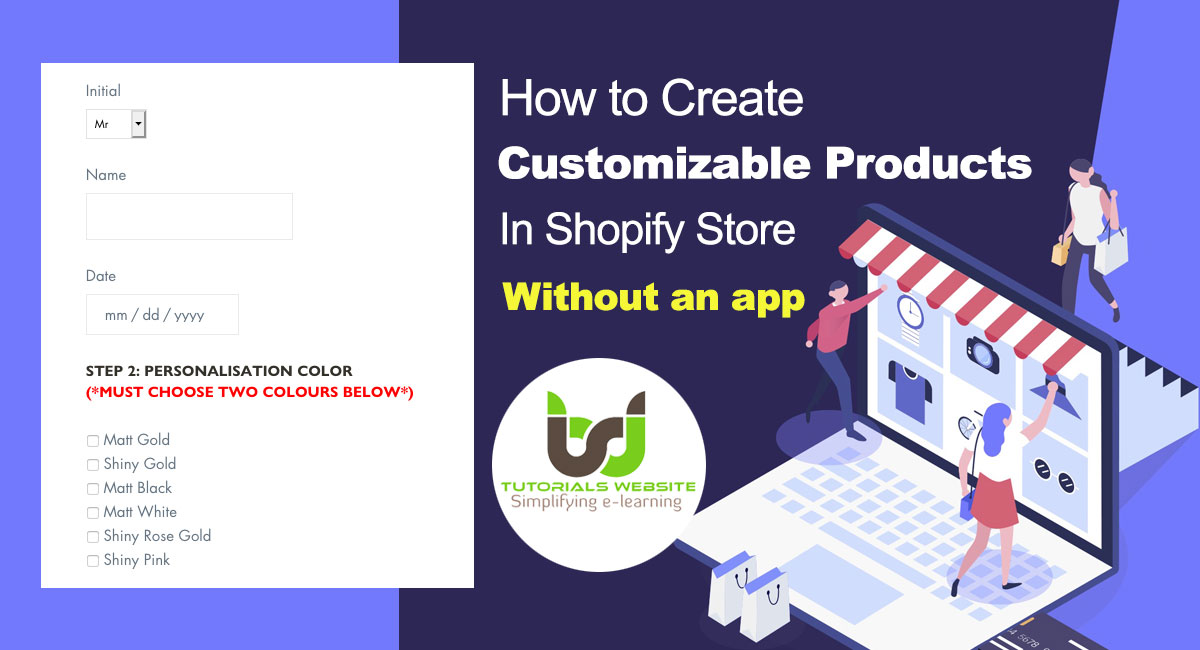 Initial
Mr
Name
Date
mm / dd / yyyy
STEP 2: PERSONALISATION COLOR
(*MUST CHOOSE TWO COLOURS BELOW*)
Matt Gold
Shiny Gold
Matt Black
Matt White
Shiny Rose Gold
Shiny Pink
How to Create
Customizable Products
In Shopify Store
Without an app
TUTORIALS WEBSITE
Simplifying e-learning
5678